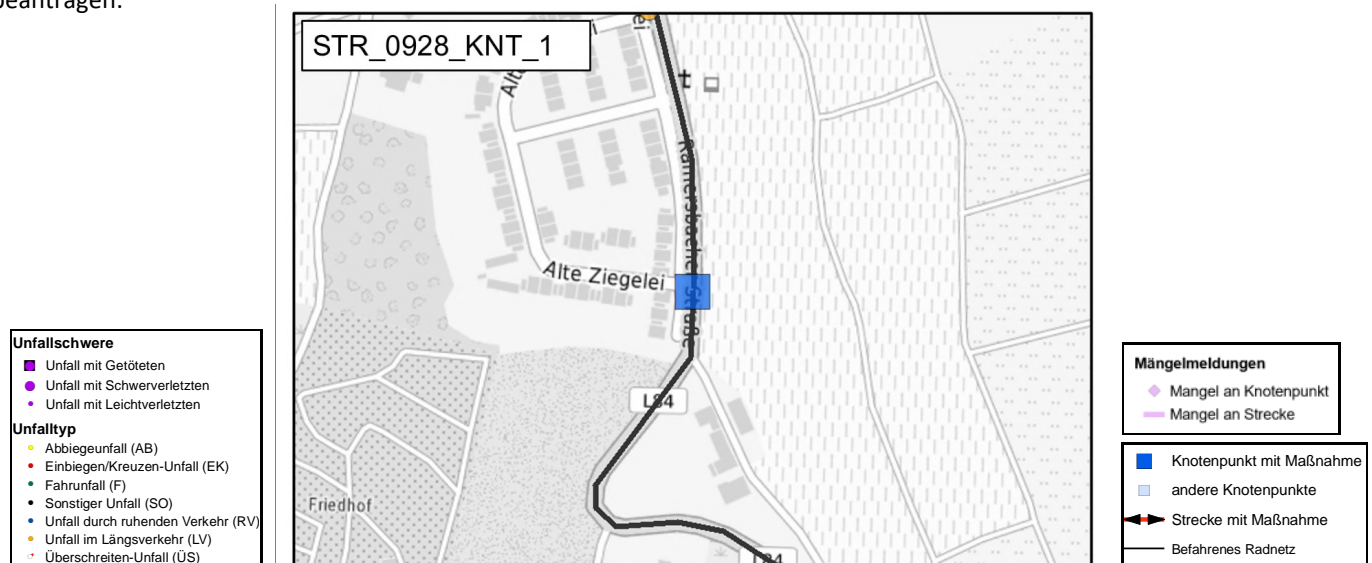 beantragen.
STR_0928_KNT_1
Alte Ziegelei
L84
Friedhof
L84
Unfallschwere
Unfall mit Getöteten
Unfall mit Schwerverletzten
Unfall mit Leichtverletzten
Unfalltyp
Abbiegeunfall (AB)
Einbiegen/Kreuzen-Unfall (EK)
Fahrunfall (F)
Sonstiger Unfall (SO)
Unfall durch ruhenden Verkehr (RV)
Unfall im Längsverkehr (LV)
Überschreiten-Unfall (ÜS)
Mängelmeldungen
Mangel an Knotenpunkt
Mangel an Strecke
Knotenpunkt mit Maßnahme
andere Knotenpunkte
Strecke mit Maßnahme
Befahrenes Radnetz